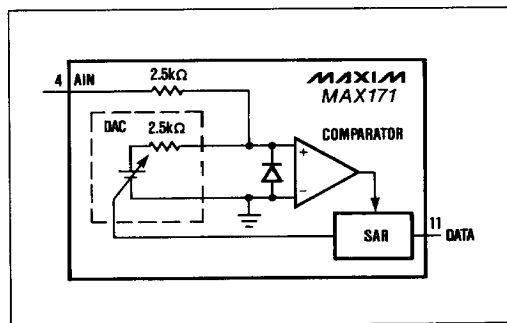 4 AIN 2.5kΩ
MAXIM
MAX171
DAC 2.5kΩ
COMPARATOR
+
−
SAR
11
DATA